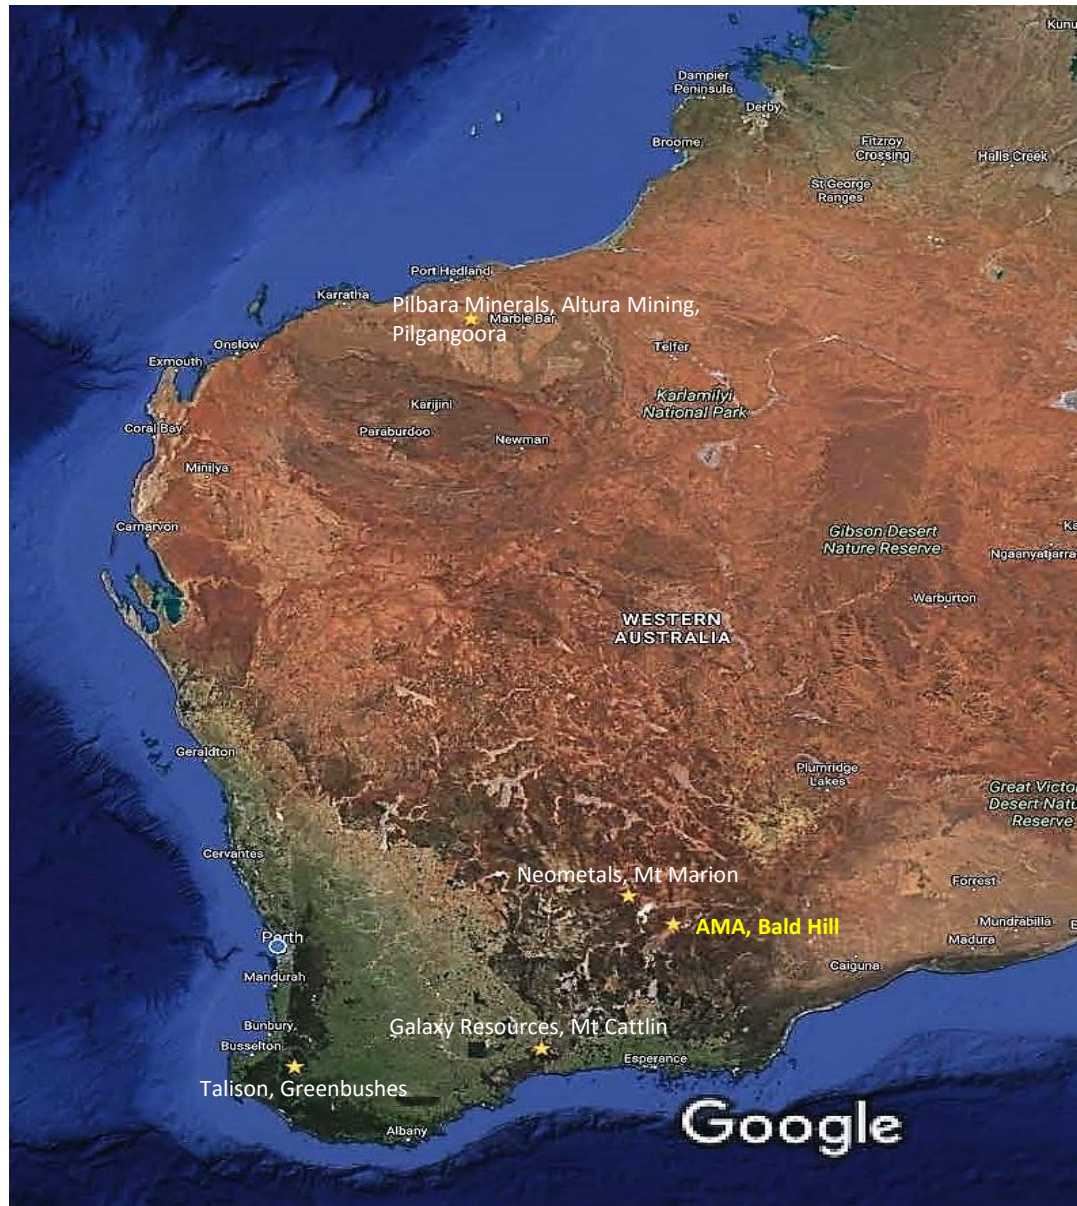 Kunu
Dampier
Peninsula
Derby
Broome
Fitzroy
Crossing
Halls Creek
St George
Ranges
Port Hedland
Karratha
Pilbara Minerals, Altura Mining,
Pilgangoora
Marble Bar
Onslow
Telfer
Exmouth
Karlamilyi
National Park
Karijini
Coral Bay
Paraburdoo
Newman
Minilya
Carnarvon
Gibson Desert
Nature Reserve
Ka
Ngaanyatjarra
Warburton
WESTERN
AUSTRALIA
Geraldton
Plumridge
Lakes
Great Victo
Desert Natu
Reserve
Cervantes
Neometals, Mt Marion
Forrest
AMA, Bald Hill
Mundrabilla
E
Perth
Madura
Caiguna
Mandurah
Bunbury
Galaxy Resources, Mt Cattlin
Busselton
Esperance
Talison, Greenbushes
Albany
Google